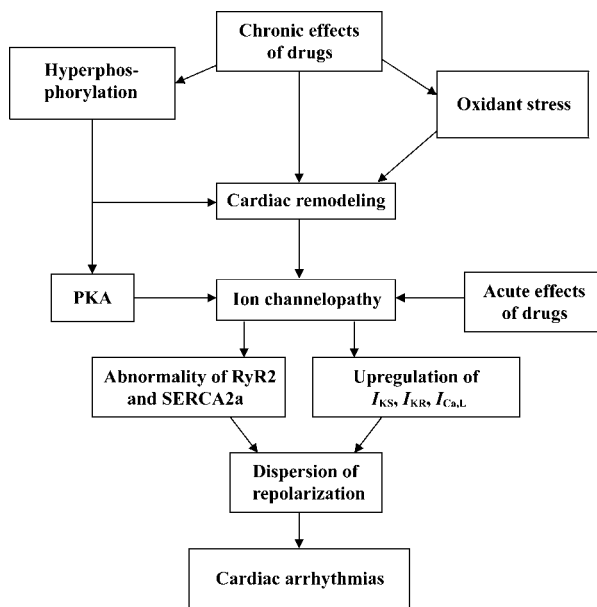 Chronic effects
of drugs
Hyperphos-
phorylation
Oxidant stress
Cardiac remodeling
PKA
Ion channelopathy
Acute effects
of drugs
Abnormality of RyR2
and SERCA2a
Upregulation of
IKS, IKR, ICa,L
Dispersion of
repolarization
Cardiac arrhythmias